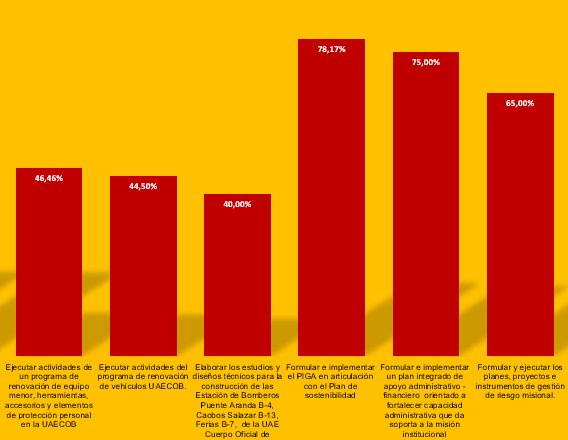 46,46%
44,50%
40,00%
78,17%
75,00%
65,00%
Ejecutar actividades de
un programa de
renovación de equipo
menor, herramientas,
accesorios y elementos
de protección personal
en la UAECOB
Ejecutar actividades del
programa de renovación
de vehículos UAECOB.
Elaborar los estudios y
diseños técnicos para la
construcción de las
Estación de Bomberos
Puente Aranda B-4,
Caobos Salazar B-13,
Ferias B-7, de la UAE
Cuerpo Oficial de
Formular e implementar
el PIGA en articulación
con el Plan de
sostenibilidad
Formular e implementar
un plan integrado de
apoyo administrativo -
financiero orientado a
fortalecer capacidad
administrativa que da
soporta a la misión
institucional
Formular y ejecutar los
planes, proyectos e
instrumentos de gestión
de riesgo misional.